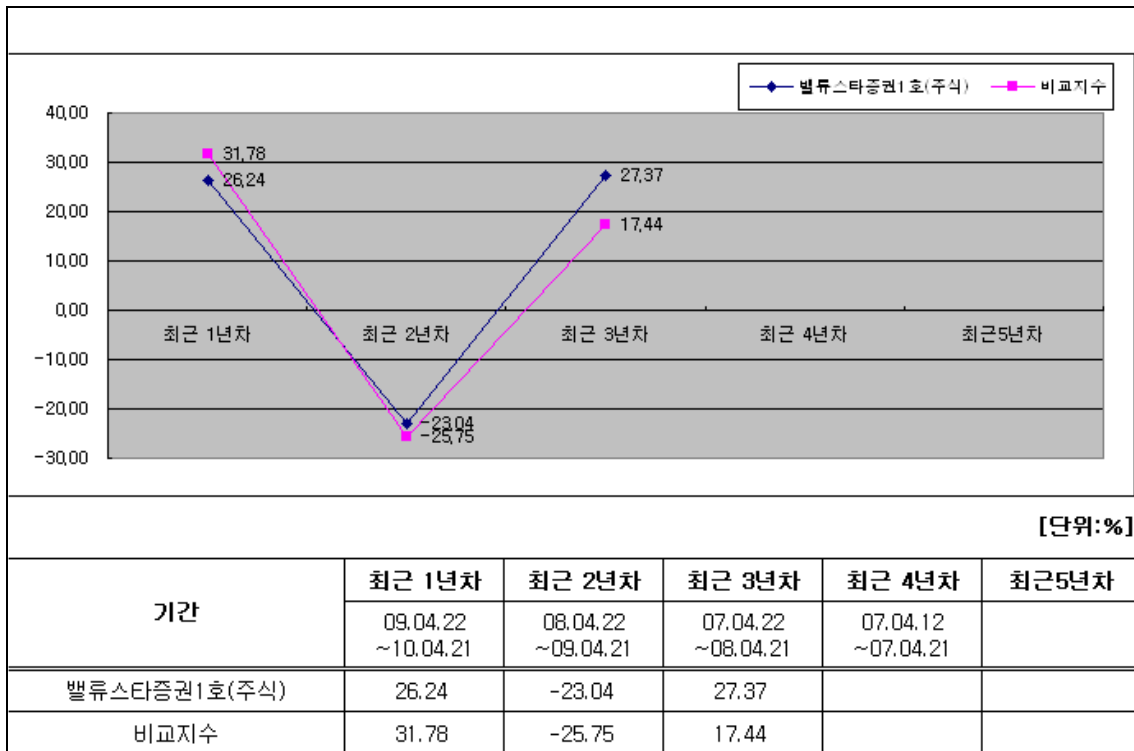 밸류스타증권1호(주식) 비교지수
40,00
30,00
20,00
10,00
0,00
-10,00
-20,00
-30,00
31,78
26,24
27,37
17,44
-23,04
-25,75
최근 1년차 최근 2년차 최근 3년차 최근 4년차 최근5년차
[단위:%]
기간 최근 1년차 최근 2년차 최근 3년차 최근 4년차 최근5년차
09.04.22 08.04.22 07.04.22 07.04.12
~10.04.21 ~09.04.21 ~08.04.21 ~07.04.21
밸류스타증권1호(주식) 26.24 -23.04 27.37
비교지수 31.78 -25.75 17.44